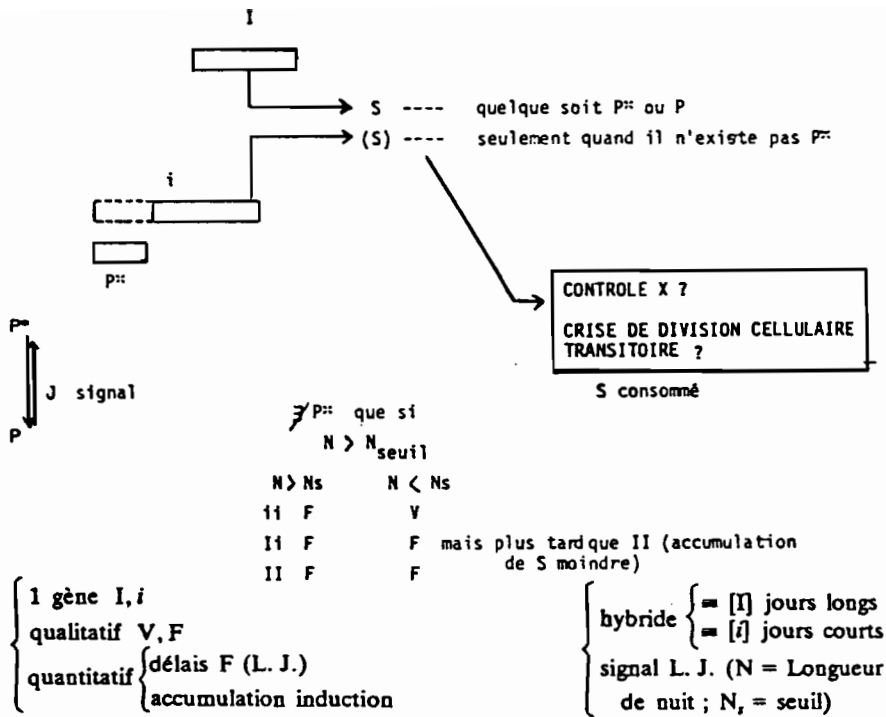 I
S ---- quelque soit P¤ ou P
(S) ---- seulement quand il n'existe pas P¤
i
P¤
CONTROLE X ?
CRISE DE DIVISION CELLULAIRE
TRANSITOIRE ?
S consommé
P¤
J signal
P
∄ P¤ que si
N > N seuil
N > Ns N < Ns
ii F V
Ii F F mais plus tard que II (accumulation
de S moindre)
II F F
1 gène I, i
qualitatif V, F
quantitatif
délais F (L. J.)
accumulation induction
hybride
= [I] jours longs
= [i] jours courts
signal L. J. (N = Longueur
de nuit ; Ns = seuil)